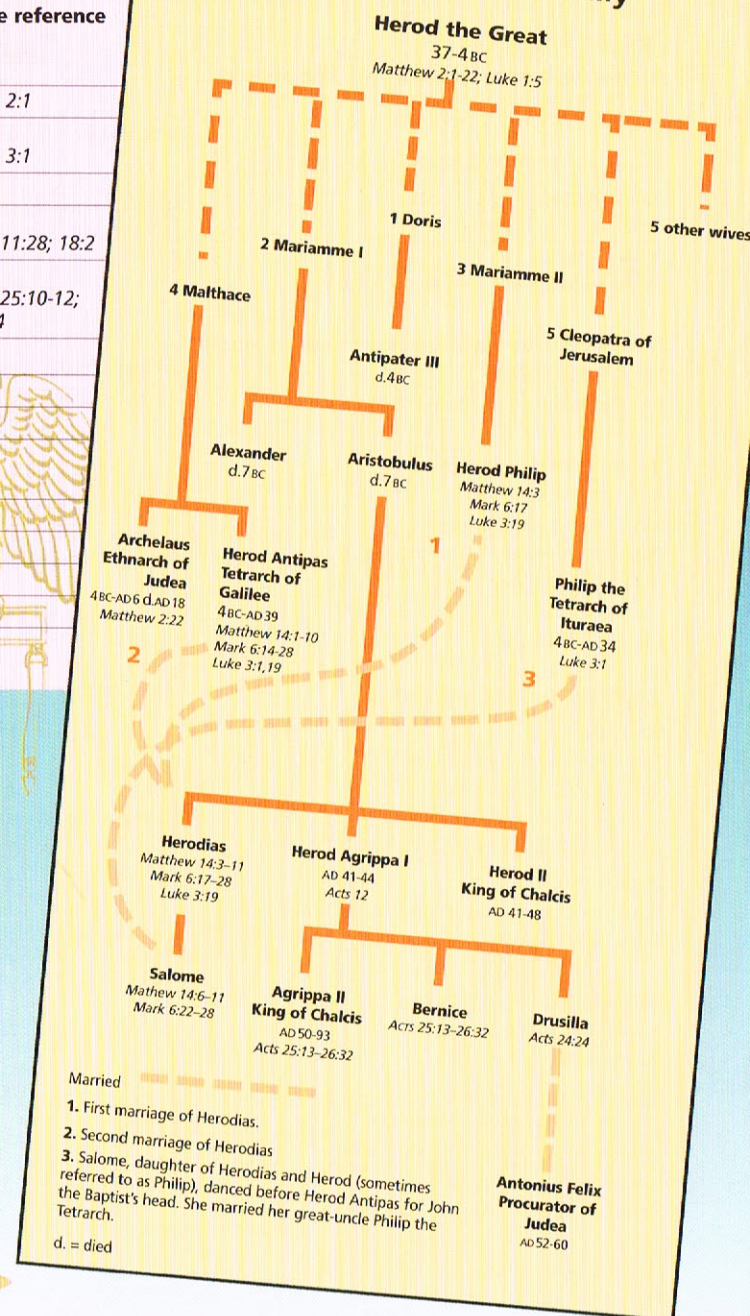 e reference
2:1
3:1
11:28; 18:2
25:10-12;
4
Herod the Great
37-4 BC
Matthew 2:1-22; Luke 1:5
1 Doris
5 other wives
2 Mariamme I
3 Mariamme II
4 Malthace
5 Cleopatra of
Jerusalem
Antipater III
d.4 BC
Alexander
d.7 BC
Aristobulus
d.7 BC
Herod Philip
Matthew 14:3
Mark 6:17
Luke 3:19
1
Archelaus
Ethnarch of
Judea
4 BC-AD 6 d.AD 18
Matthew 2:22
Herod Antipas
Tetrarch of
Galilee
4 BC-AD 39
Matthew 14:1-10
Mark 6:14-28
Luke 3:1,19
Philip the
Tetrarch of
Ituraea
4 BC-AD 34
Luke 3:1
2
3
Herodias
Matthew 14:3–11
Mark 6:17–28
Luke 3:19
Herod Agrippa I
AD 41-44
Acts 12
Herod II
King of Chalcis
AD 41-48
Salome
Mathew 14:6–11
Mark 6:22–28
Agrippa II
King of Chalcis
AD 50-93
Acts 25:13–26:32
Bernice
Acrs 25:13–26:32
Drusilla
Acts 24:24
Married
1. First marriage of Herodias.
2. Second marriage of Herodias
3. Salome, daughter of Herodias and Herod (sometimes
referred to as Philip), danced before Herod Antipas for John
the Baptist's head. She married her great-uncle Philip the
Tetrarch.
d. = died
Antonius Felix
Procurator of
Judea
AD 52-60